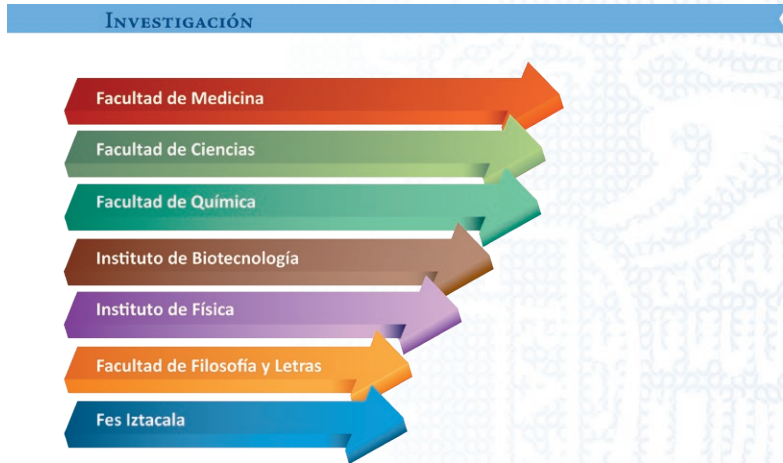 Investigación
Facultad de Medicina
Facultad de Ciencias
Facultad de Química
Instituto de Biotecnología
Instituto de Física
Facultad de Filosofía y Letras
Fes Iztacala